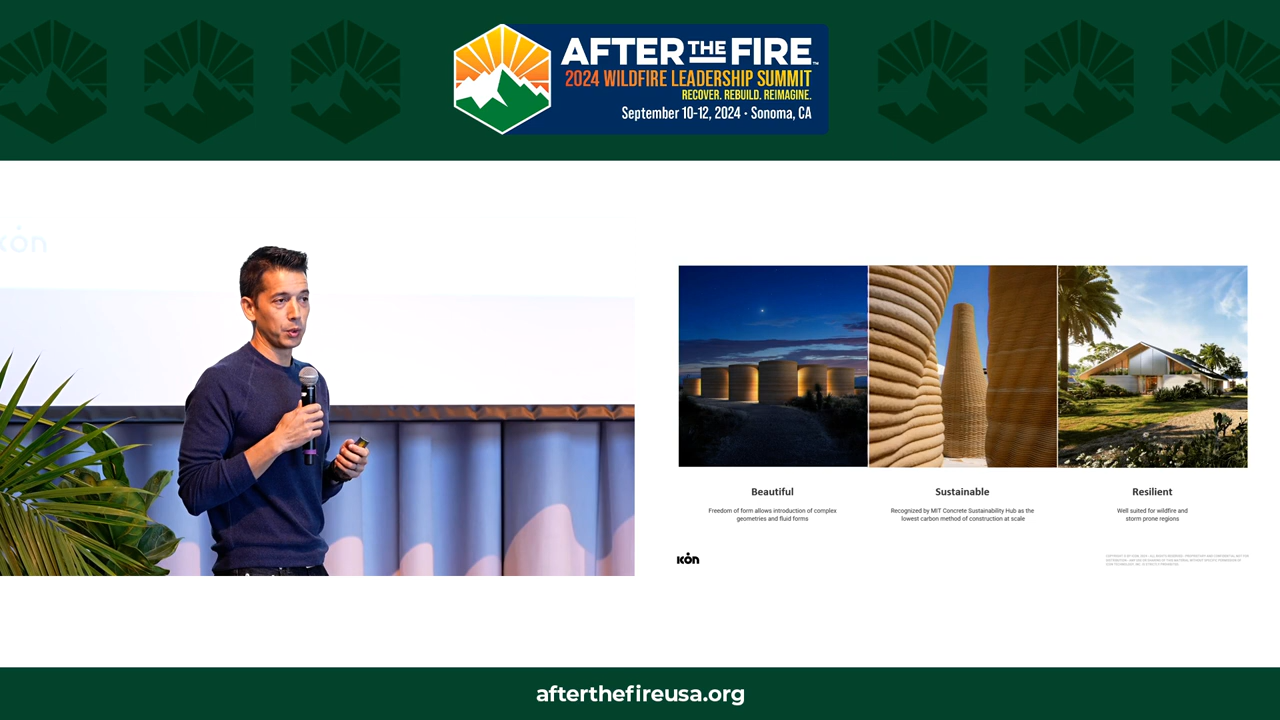 AFTER THE FIRE™
2024 WILDFIRE LEADERSHIP SUMMIT
RECOVER. REBUILD. REIMAGINE.
September 10-12, 2024 • Sonoma, CA
Beautiful
Freedom of form allows introduction of complex
geometries and fluid forms
Sustainable
Recognized by MIT Concrete Sustainability Hub as the
lowest carbon method of construction at scale
Resilient
Well suited for wildfire and
storm prone regions
afterthefireusa.org